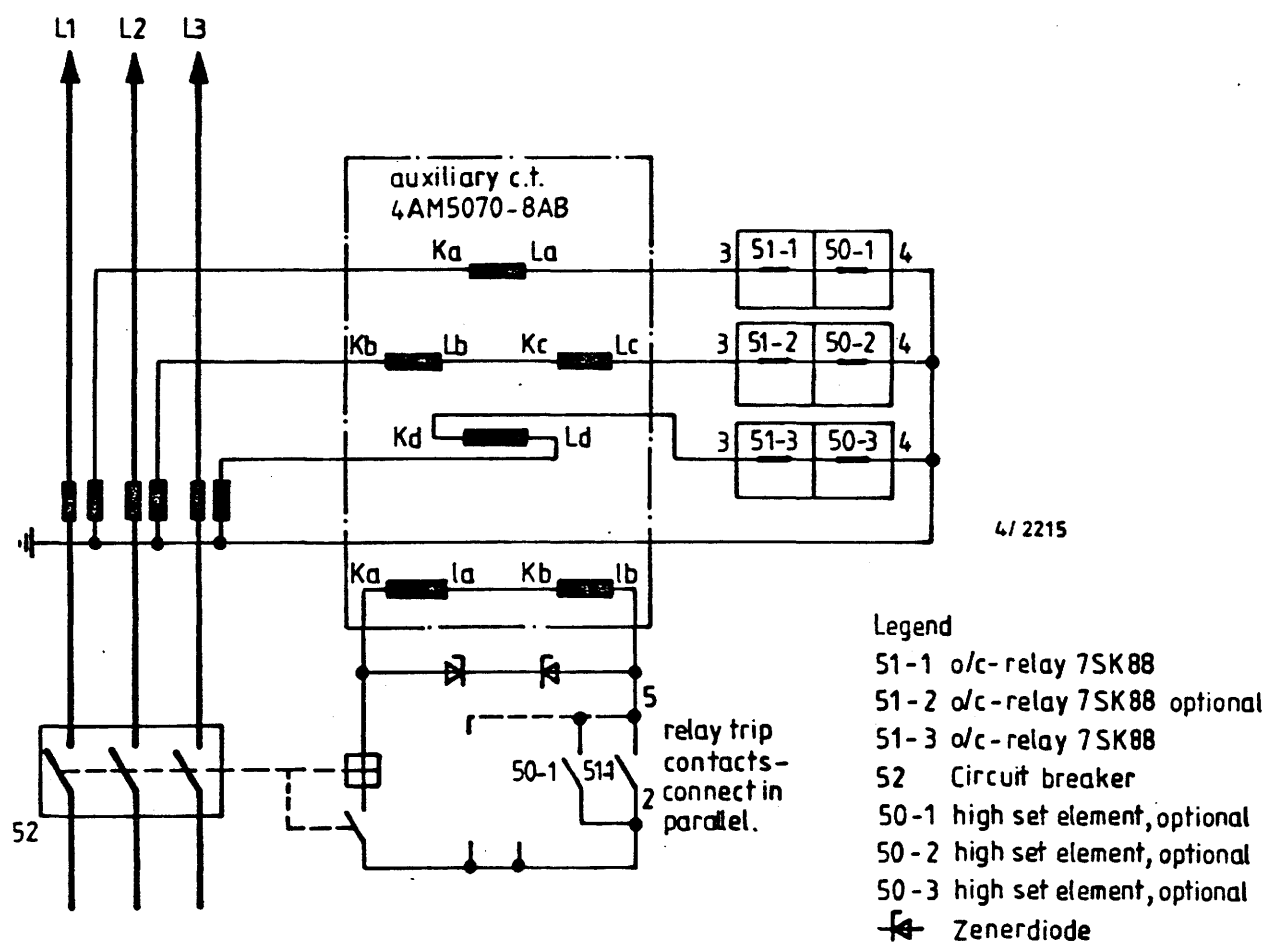 L1 L2 L3
auxiliary c.t.
4AM5070-8AB
Ka La 3 51-1 50-1 4
Kb Lb Kc Lc 3 51-2 50-2 4
Kd Ld 3 51-3 50-3 4
4/2215
Ka la Kb lb
5
relay trip
contacts-
connect in
parallel.
50-1 51-1 2
52
Legend
51-1 o/c-relay 7SK88
51-2 o/c-relay 7SK88 optional
51-3 o/c-relay 7SK88
52 Circuit breaker
50-1 high set element, optional
50-2 high set element, optional
50-3 high set element, optional
Zenerdiode